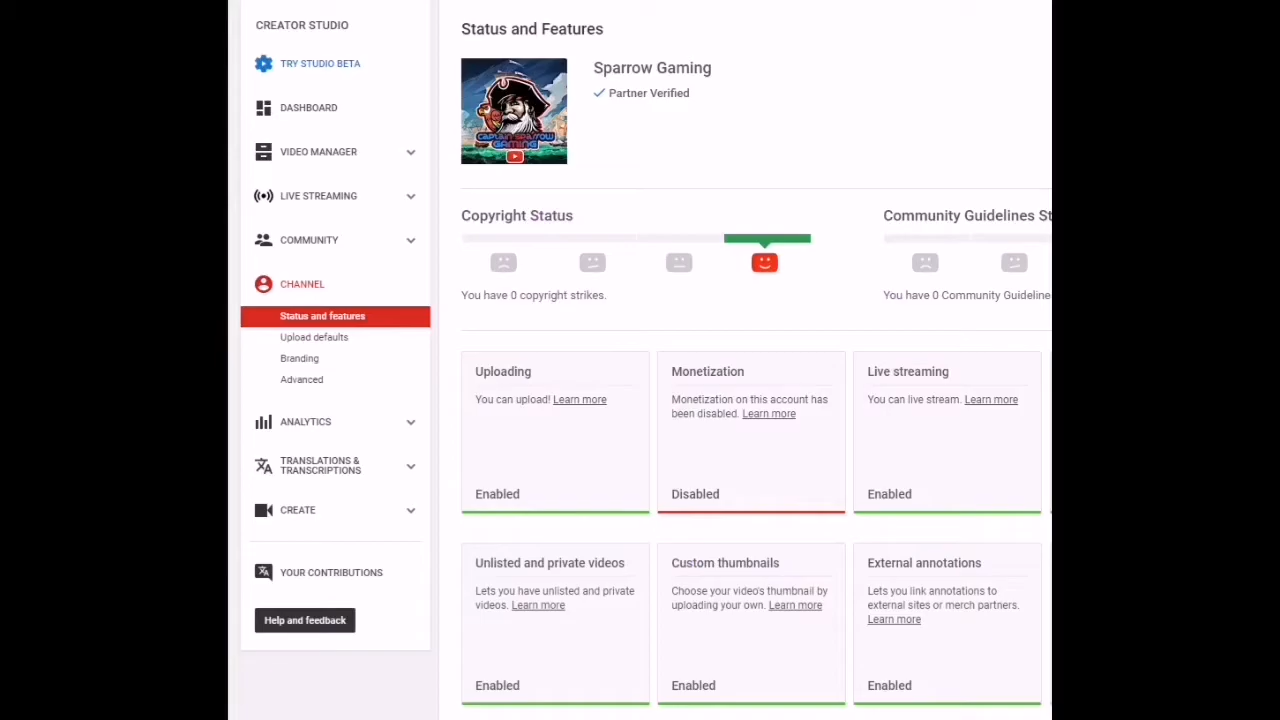 CREATOR STUDIO
TRY STUDIO BETA
DASHBOARD
VIDEO MANAGER
LIVE STREAMING
COMMUNITY
CHANNEL
Status and features
Upload defaults
Branding
Advanced
ANALYTICS
TRANSLATIONS &
TRANSCRIPTIONS
CREATE
YOUR CONTRIBUTIONS
Help and feedback
Status and Features
CAPTAIN SPARROW
GAMING
Sparrow Gaming
Partner Verified
Copyright Status
You have 0 copyright strikes.
Community Guidelines St
You have 0 Community Guideline
Uploading
You can upload! Learn more
Enabled
Monetization
Monetization on this account has
been disabled. Learn more
Disabled
Live streaming
You can live stream. Learn more
Enabled
Unlisted and private videos
Lets you have unlisted and private
videos. Learn more
Enabled
Custom thumbnails
Choose your video's thumbnail by
uploading your own. Learn more
Enabled
External annotations
Lets you link annotations to
external sites or merch partners.
Learn more
Enabled